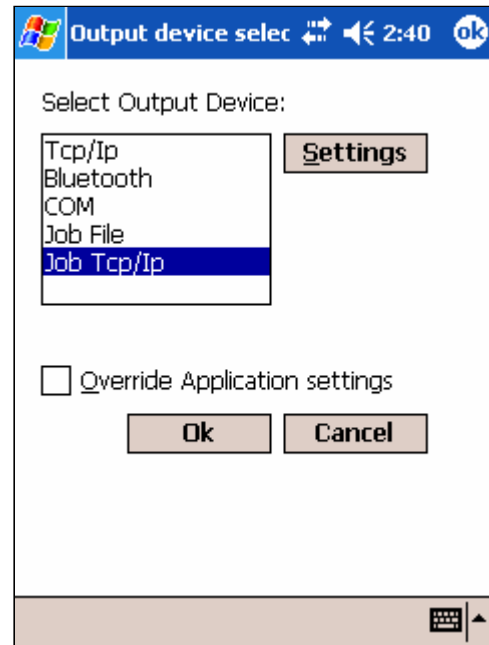 Output device selec 2:40 ok
Select Output Device:
Tcp/Ip
Settings
Bluetooth
COM
Job File
Job Tcp/Ip
Override Application settings
Ok Cancel